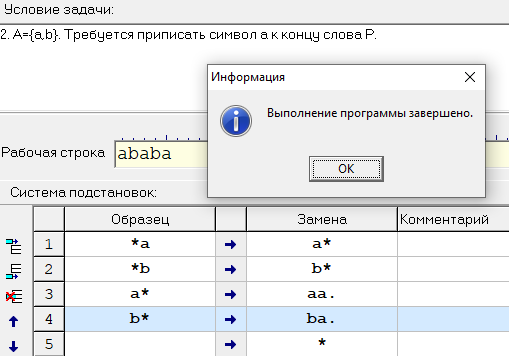 Условие задачи:
2. A={a,b}. Требуется приписать символ a к концу слова P.
Информация
Выполнение программы завершено.
OK
Рабочая строка ababa
Система подстановок:
Образец Замена Комментарий
1 *a → a*
2 *b → b*
3 a* → aa.
4 b* → ba.
5 → *